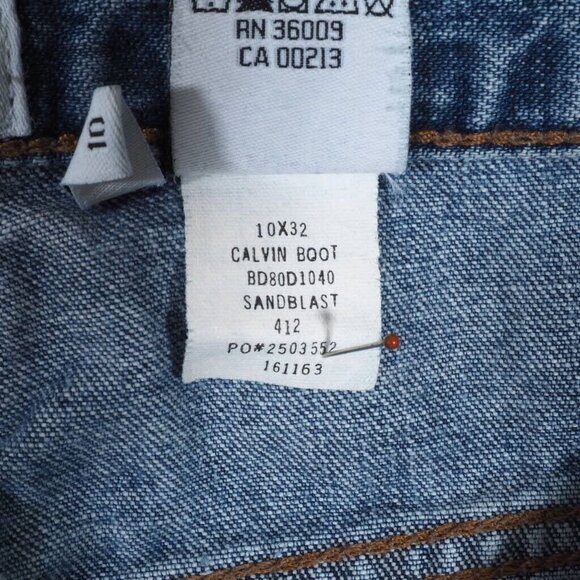 RN 36009
CA 00213
10
10X32
CALVIN BOOT
BD80D1040
SANDBLAST
412
PO#2503552
161163